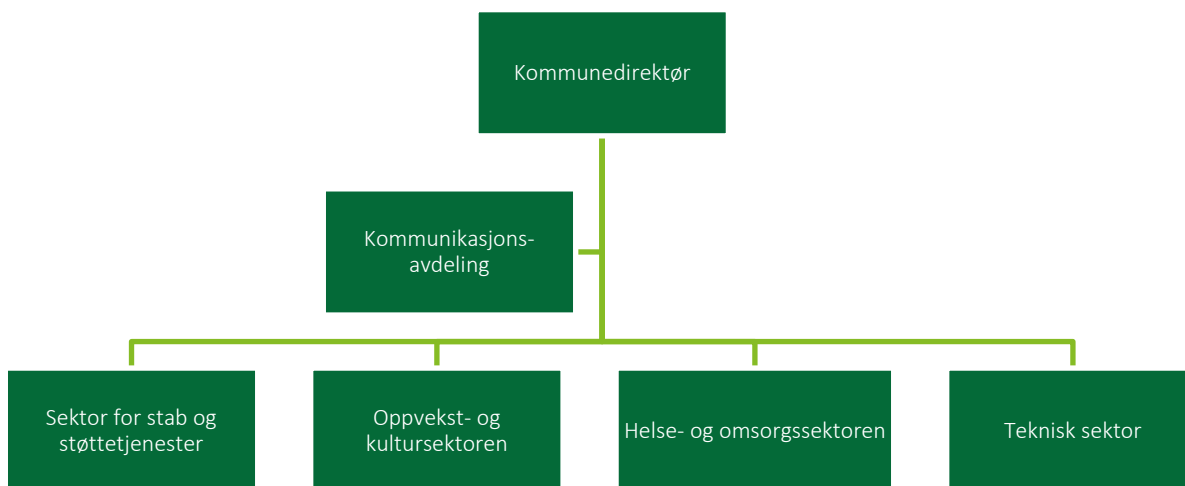 Kommunedirektør
Kommunikasjons-
avdeling
Sektor for stab og
støttetjenester
Oppvekst- og
kultursektoren
Helse- og omsorgssektoren
Teknisk sektor